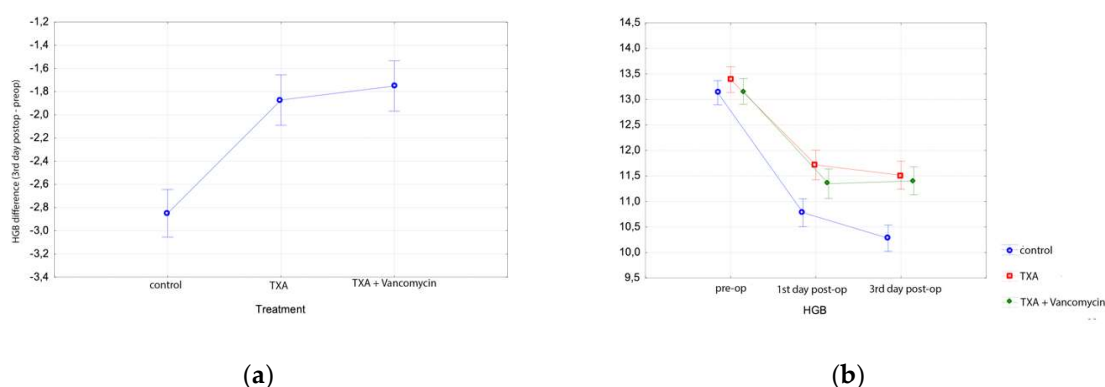 -1,2
-1,4
-1,6
-1,8
-2,0
-2,2
-2,4
-2,6
-2,8
-3,0
-3,2
-3,4
HGB difference (3rd day postop - preop)
control TXA TXA + Vancomycin
Treatment
(a)
14,5
14,0
13,5
13,0
12,5
12,0
11,5
11,0
10,5
10,0
9,5
pre-op 1st day post-op 3rd day post-op
HGB
control
TXA
TXA + Vancomycin
(b)